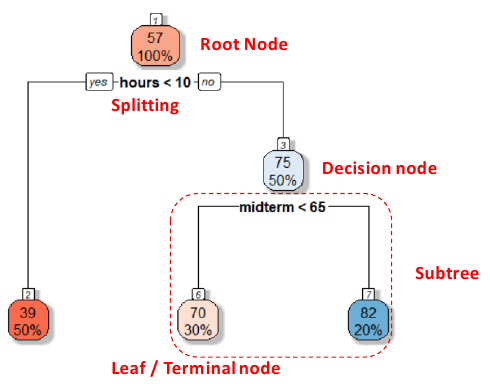 1
57
100%
Root Node
yes hours < 10 no
Splitting
3
75
50%
Decision node
midterm < 65
Subtree
2
39
50%
6
70
30%
7
82
20%
Leaf / Terminal node